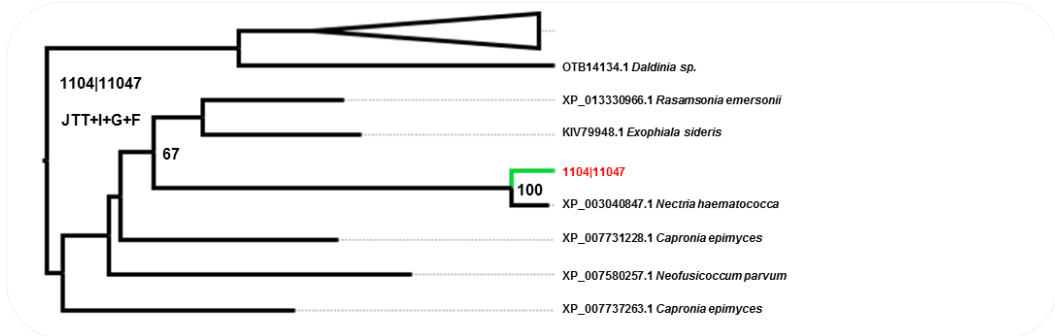 OTB14134.1 Daldinia sp.
1104|11047
XP_013330966.1 Rasamsonia emersonii
JTT+I+G+F
KIV79948.1 Exophiala sideris
67
1104|11047
100
XP_003040847.1 Nectria haematococca
XP_007731228.1 Capronia epimyces
XP_007580257.1 Neofusicoccum parvum
XP_007737263.1 Capronia epimyces